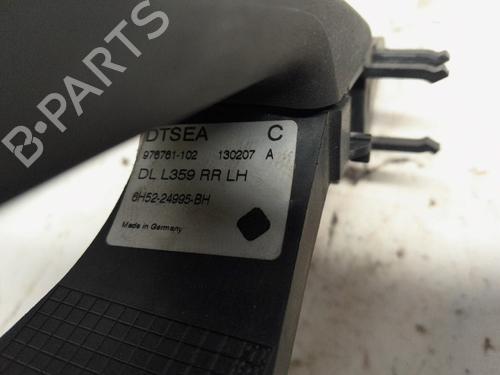 B-PARTS
DTSEA C
976761-102 130207 A
DL L359 RR LH
6H52-24995-BH
Made in Germany